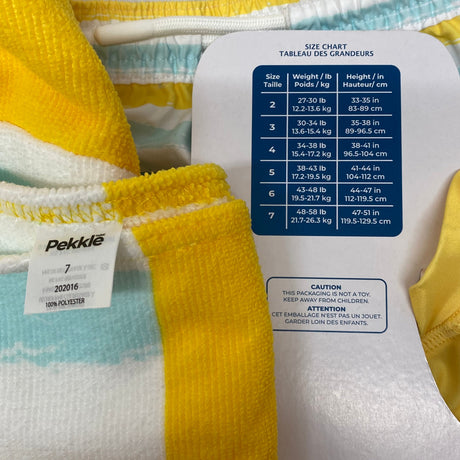 SIZE CHART
TABLEAU DES GRANDEURS
Size Weight / lb Height / in
Taille Poids / kg Hauteur/ cm
2 27-30 lb 33-35 in
12.2-13.6 kg 83-89 cm
3 30-34 lb 35-38 in
13.6-15.4 kg 89-96.5 cm
4 34-38 lb 38-41 in
15.4-17.2 kg 96.5-104 cm
5 38-43 lb 41-44 in
17.2-19.5 kg 104-112 cm
6 43-48 lb 44-47 in
19.5-21.7 kg 112-119.5 cm
7 48-58 lb 47-51 in
21.7-26.3 kg 119.5-129.5 cm
CAUTION
THIS PACKAGING IS NOT A TOY.
KEEP AWAY FROM CHILDREN.
ATTENTION
CET EMBALLAGE N'EST PAS UN JOUET.
GARDER LOIN DES ENFANTS.
Pekkle
7
202016
100% POLYESTER